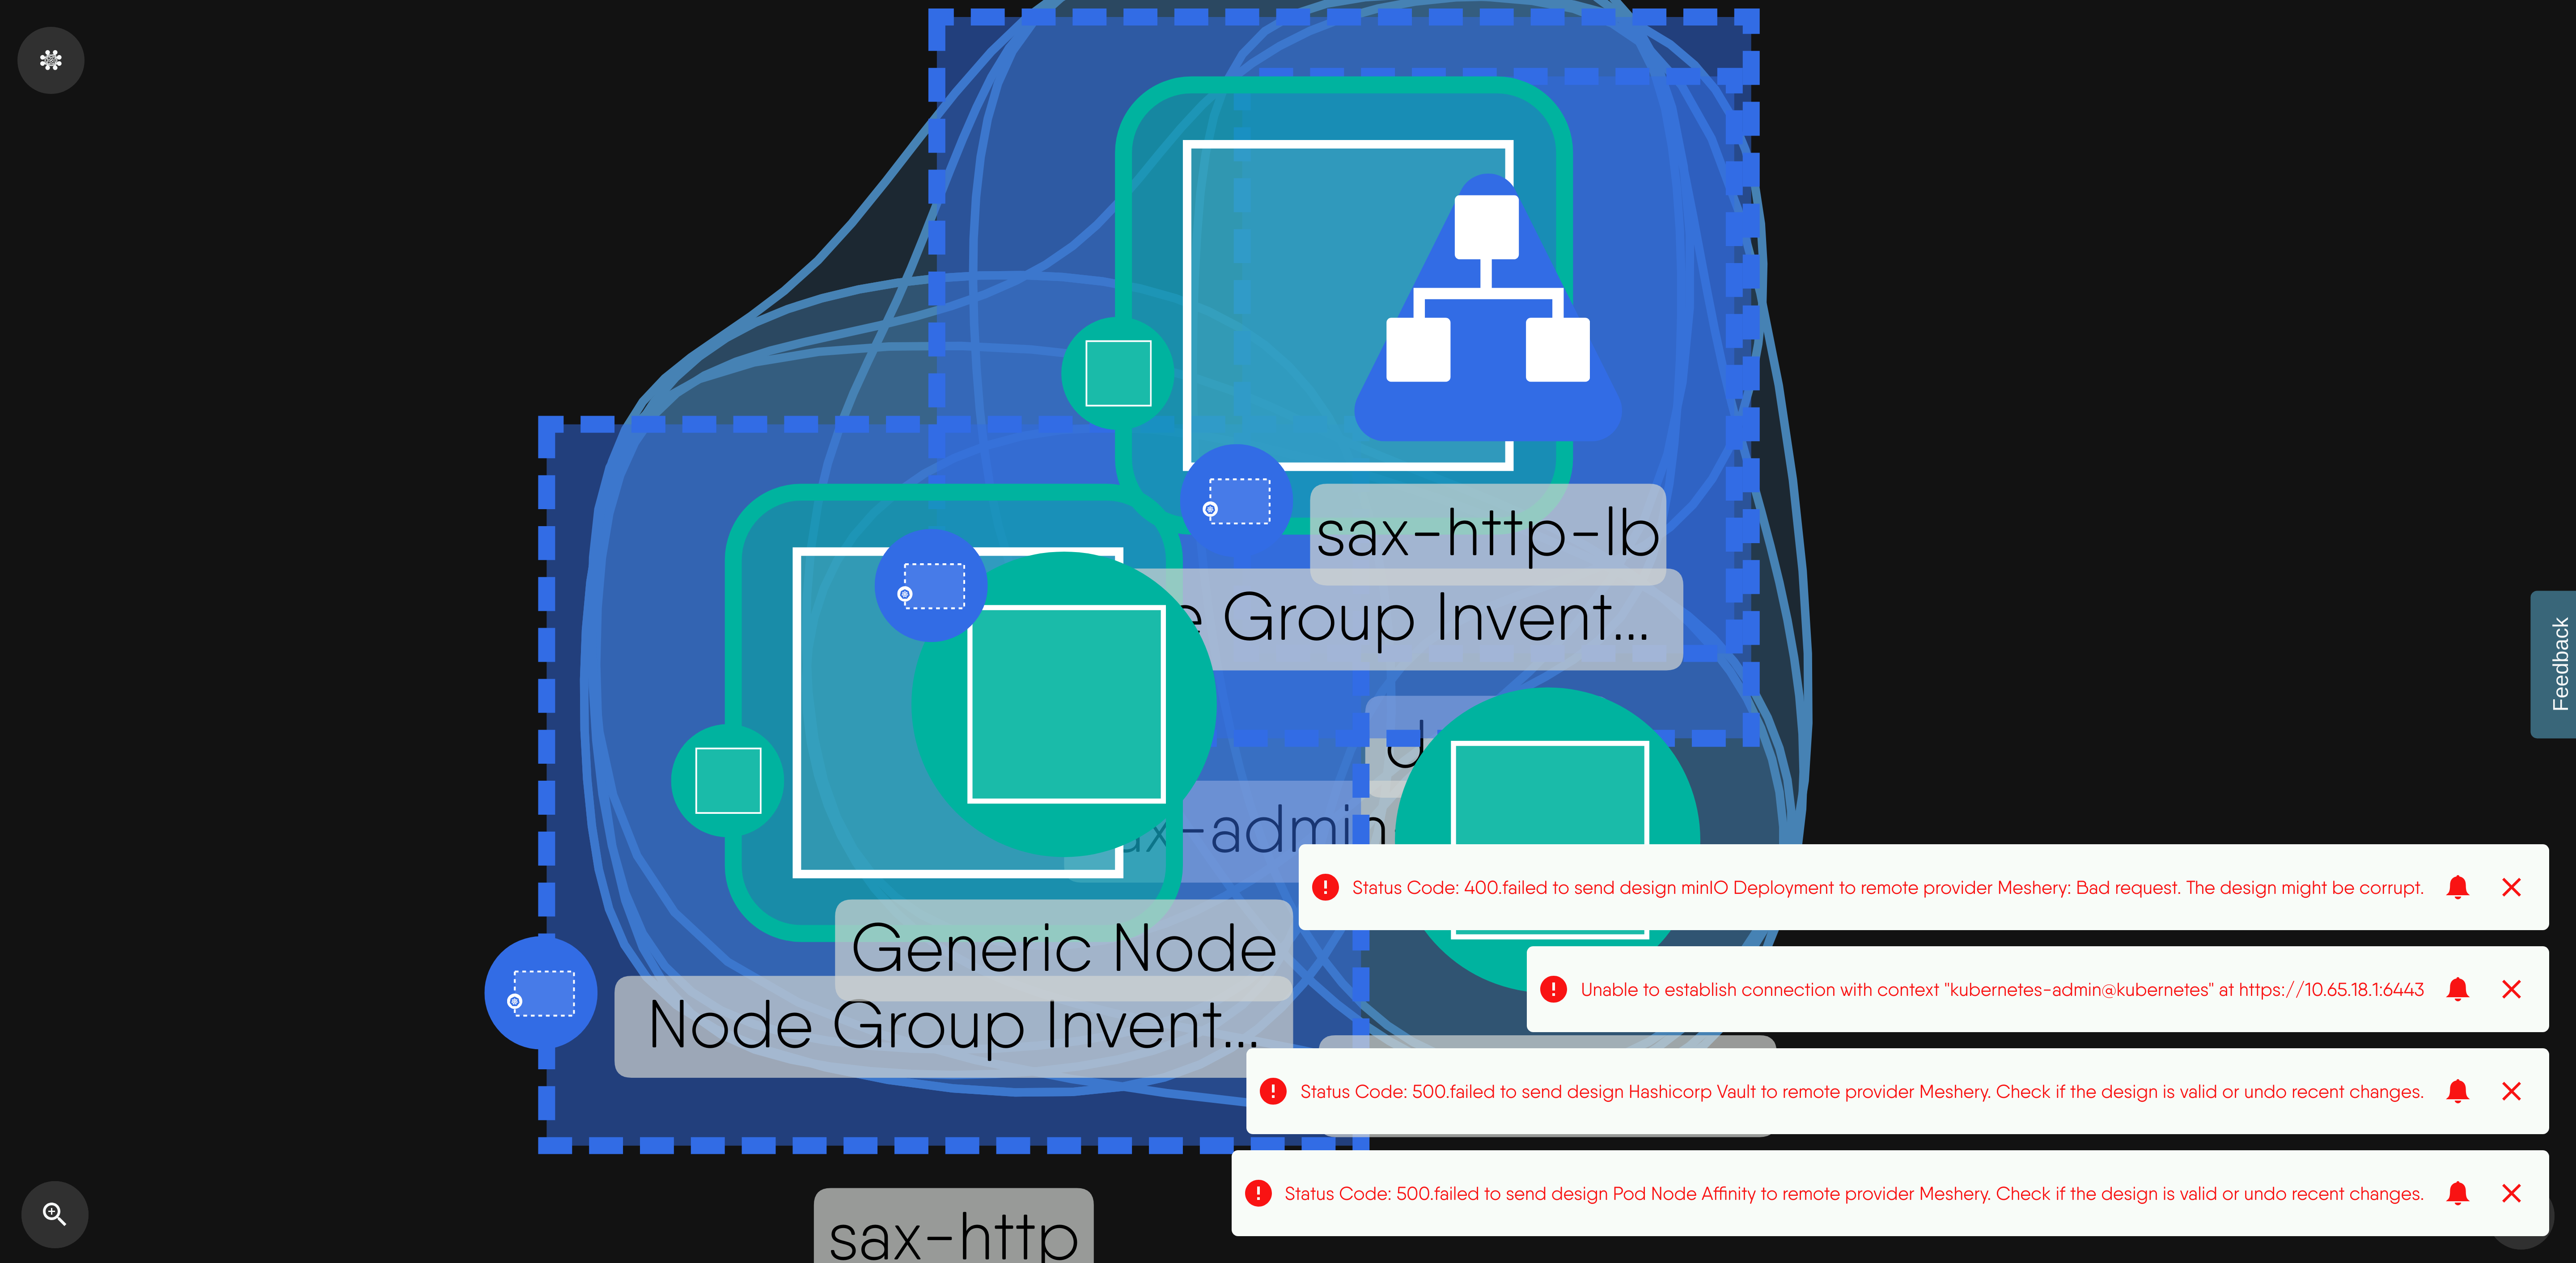 sax-http-lb
Group Invent...
-admin
Generic Node
Node Group Invent...
sax-http
Feedback
Status Code: 400.failed to send design minIO Deployment to remote provider Meshery: Bad request. The design might be corrupt.
Unable to establish connection with context "kubernetes-admin@kubernetes" at https://10.65.18.1:6443
Status Code: 500.failed to send design Hashicorp Vault to remote provider Meshery. Check if the design is valid or undo recent changes.
Status Code: 500.failed to send design Pod Node Affinity to remote provider Meshery. Check if the design is valid or undo recent changes.